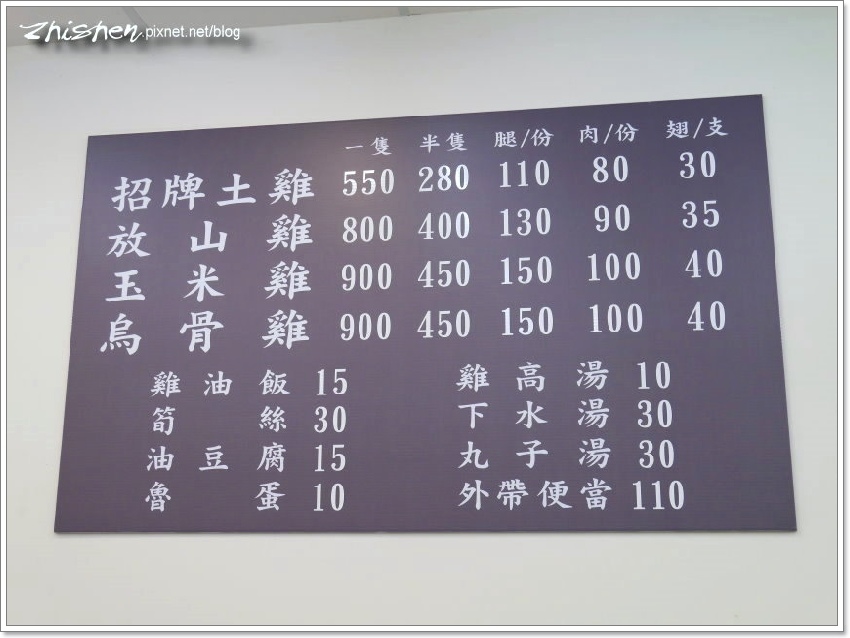 zhishen.pixnet.net/blog
一隻 半隻 腿/份 肉/份 翅/支
招牌土雞 550 280 110 80 30
放山雞 800 400 130 90 35
玉米雞 900 450 150 100 40
烏骨雞 900 450 150 100 40
雞油飯 15 雞高湯 10
筍絲 30 下水湯 30
油豆腐 15 丸子湯 30
魯蛋 10 外帶便當 110